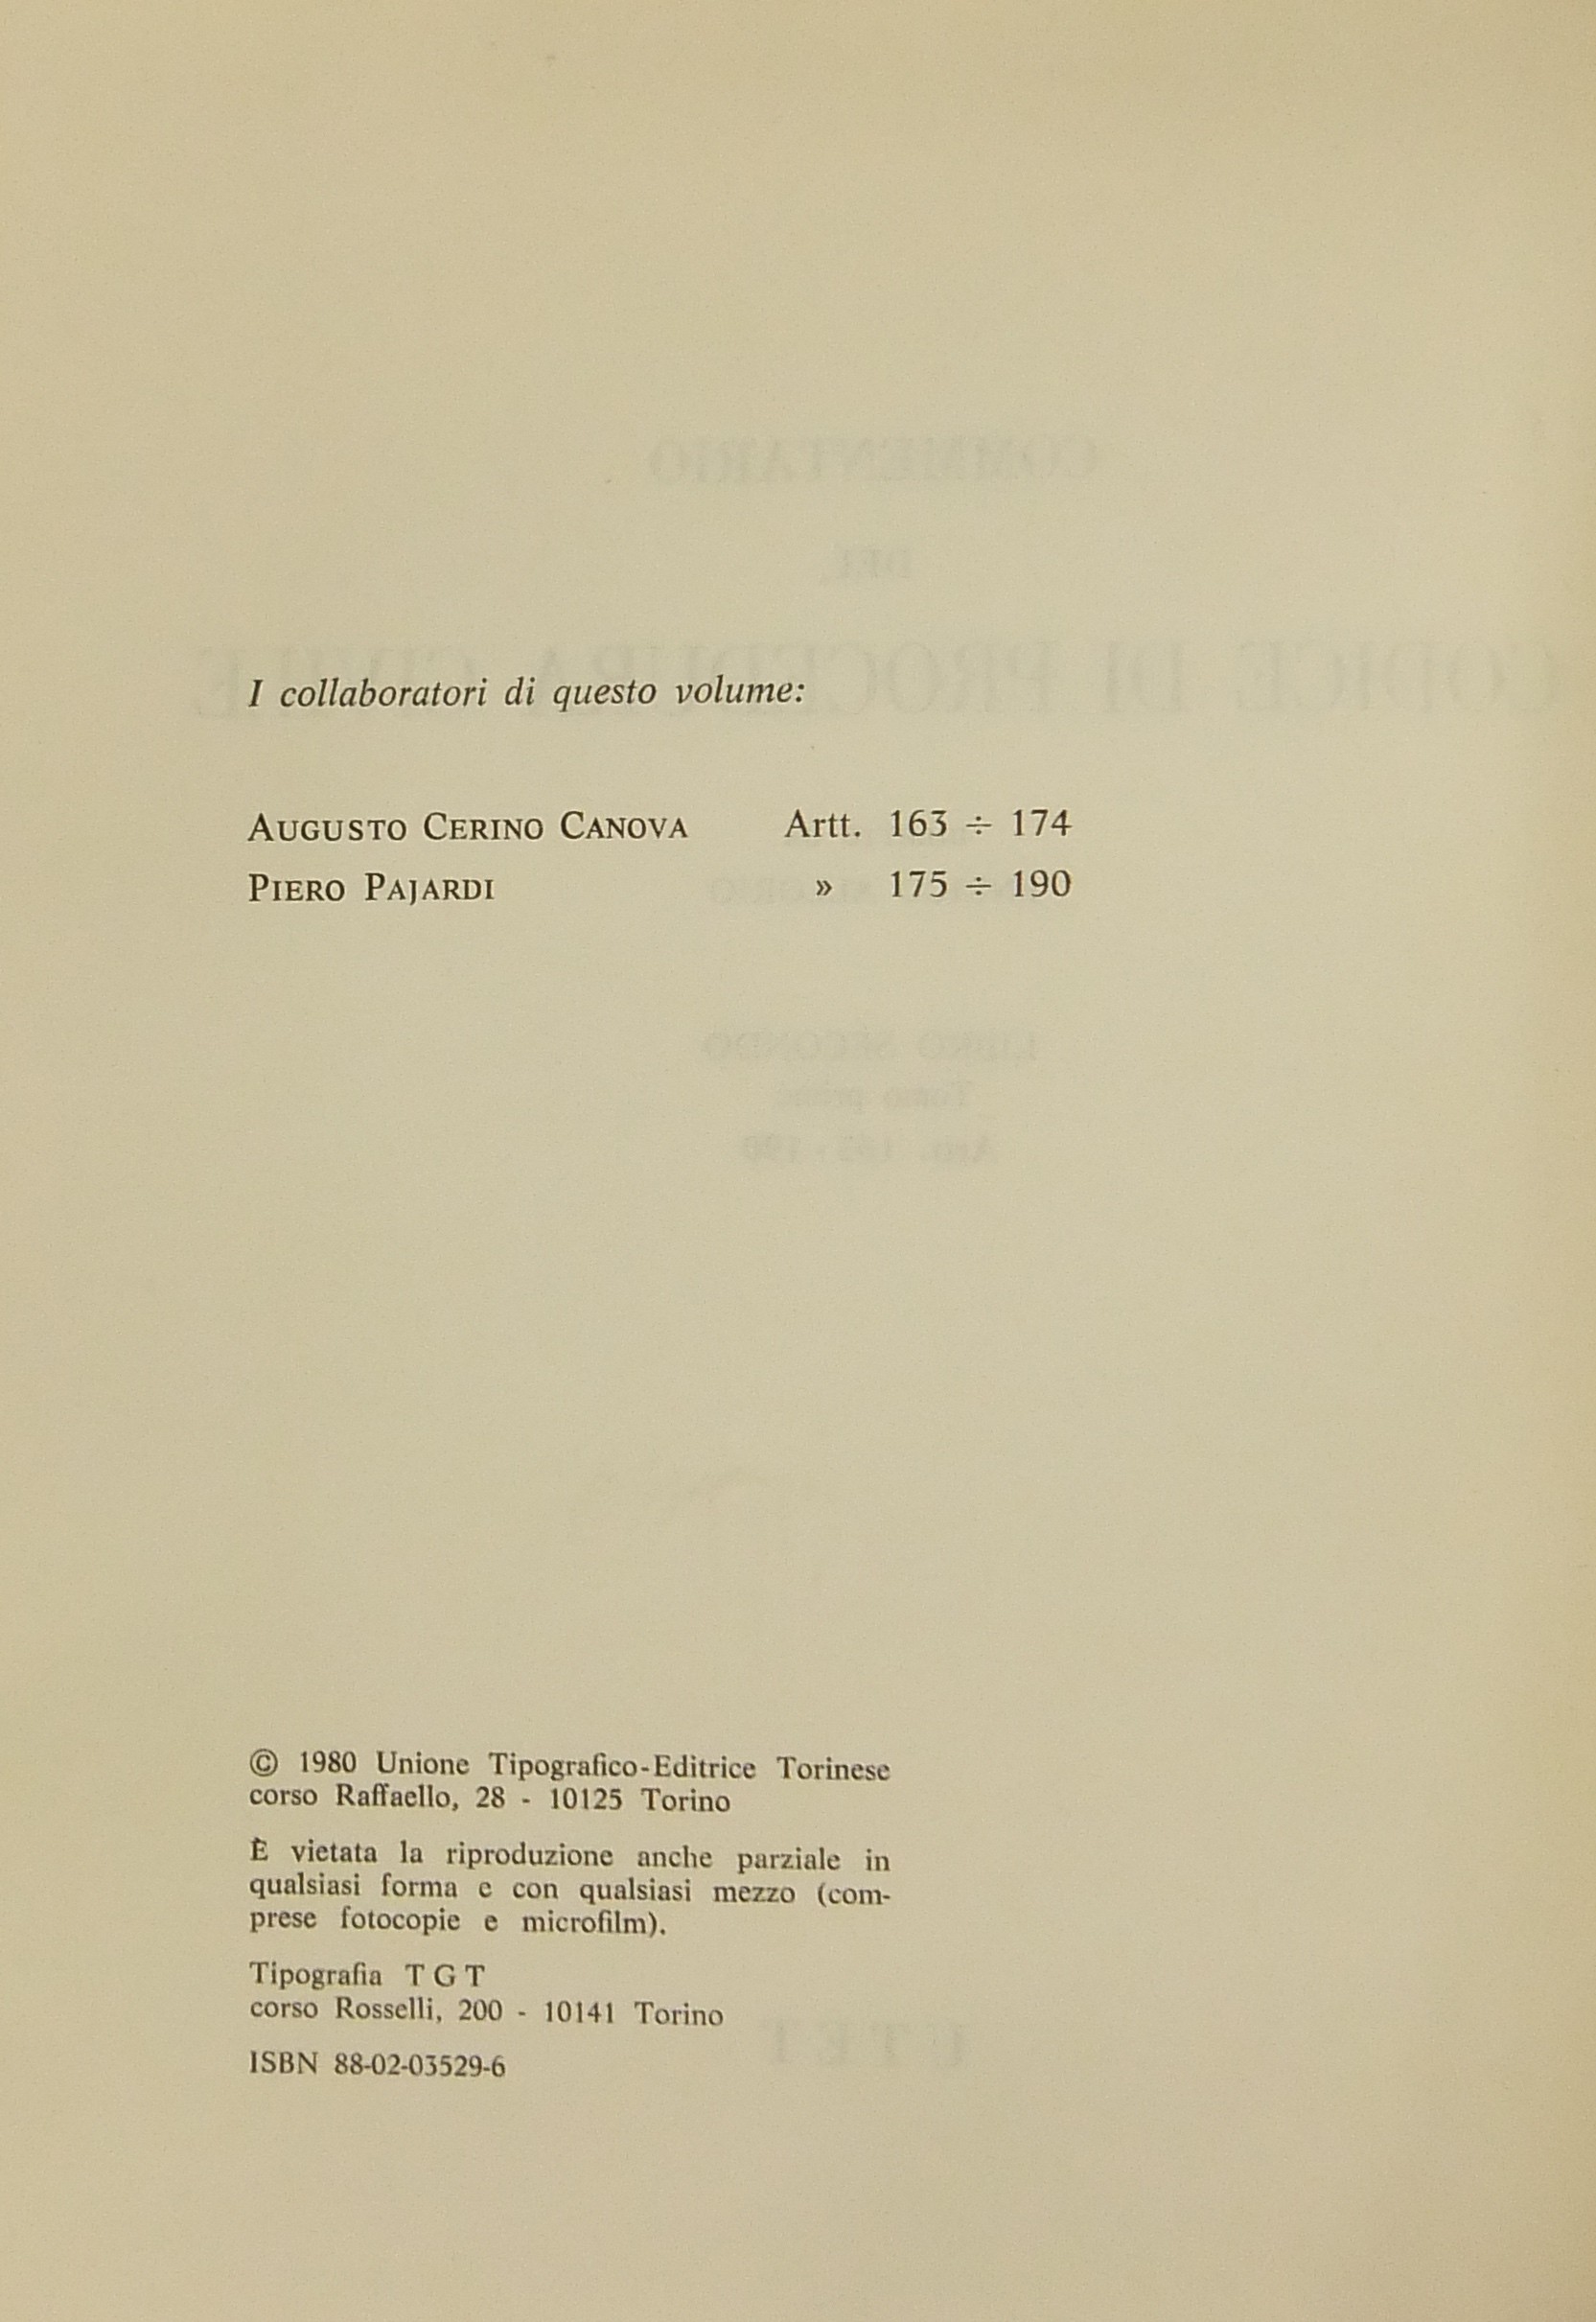 I collaboratori di questo volume:
AUGUSTO CERINO CANOVA Artt. 163 ÷ 174
PIERO PAJARDI » 175 ÷ 190
© 1980 Unione Tipografico-Editrice Torinese
corso Raffaello, 28 - 10125 Torino
È vietata la riproduzione anche parziale in
qualsiasi forma e con qualsiasi mezzo (com-
prese fotocopie e microfilm).
Tipografia T G T
corso Rosselli, 200 - 10141 Torino
ISBN 88-02-03529-6